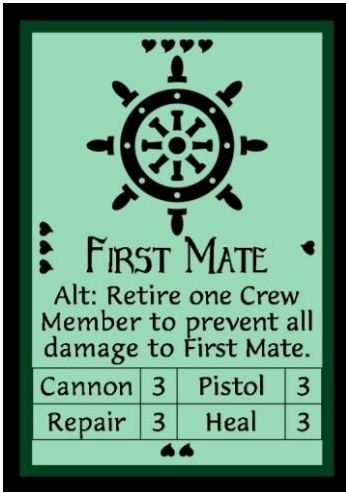 First Mate
Alt: Retire one Crew
Member to prevent all
damage to First Mate.
Cannon 3 Pistol 3
Repair 3 Heal 3